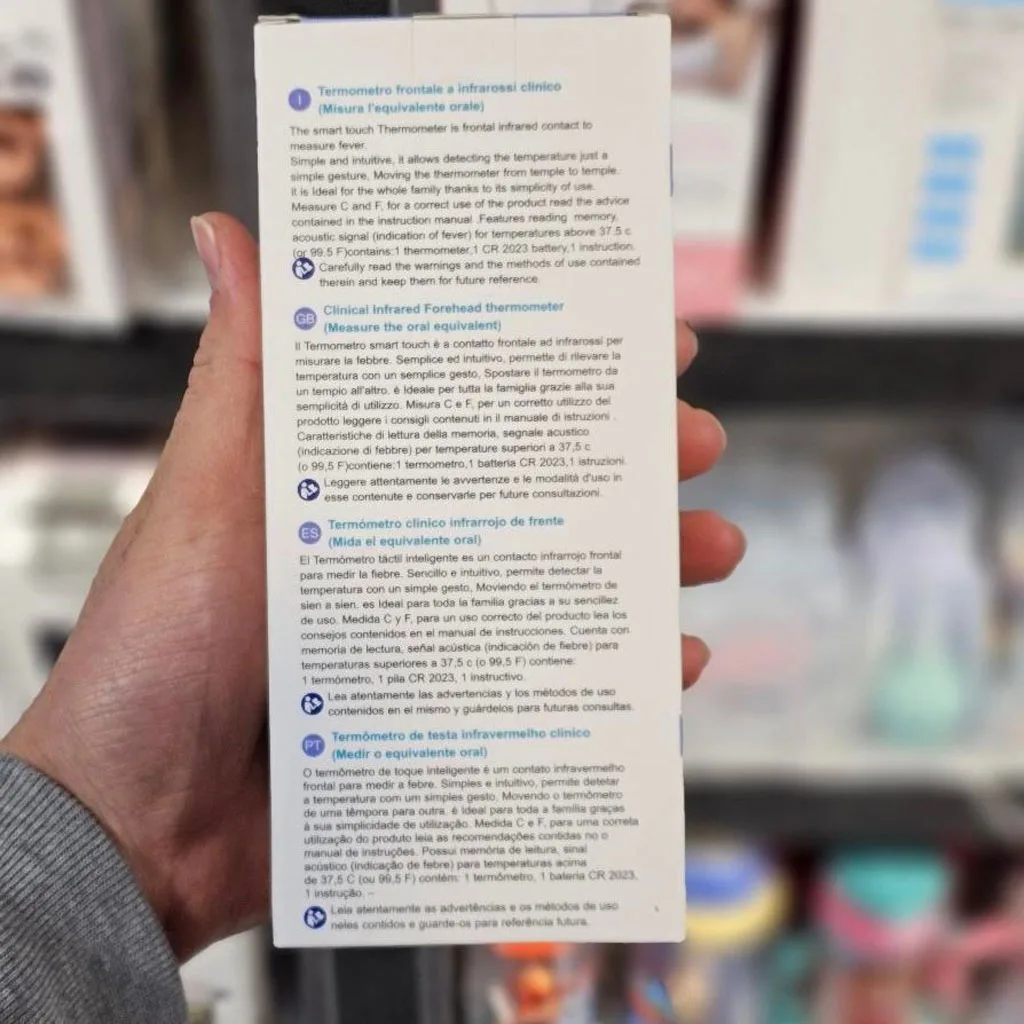 I
Termometro frontale a infrarossi clinico
(Misura l'equivalente orale)
The smart touch Thermometer is frontal infrared contact to
measure fever.
Simple and intuitive, it allows detecting the temperature just a
simple gesture, Moving the thermometer from temple to temple.
it is Ideal for the whole family thanks to its simplicity of use.
Measure C and F, for a correct use of the product read the advice
contained in the instruction manual .Features reading memory,
acoustic signal (indication of fever) for temperatures above 37.5 c
(or 99.5 F)contains:1 thermometer,1 CR 2023 battery,1 instruction.
Carefully read the warnings and the methods of use contained
therein and keep them for future reference.
GB
Clinical Infrared Forehead thermometer
(Measure the oral equivalent)
Il Termometro smart touch è a contatto frontale ad infrarossi per
misurare la febbre. Semplice ed intuitivo, permette di rilevare la
temperatura con un semplice gesto, Spostare il termometro da
un tempio all'altro. è Ideale per tutta la famiglia grazie alla sua
semplicità di utilizzo. Misura C e F, per un corretto utilizzo del
prodotto leggere i consigli contenuti in il manuale di istruzioni .
Caratteristiche di lettura della memoria, segnale acustico
(indicazione di febbre) per temperature superiori a 37,5 c
(o 99,5 F)contiene:1 termometro,1 batteria CR 2023,1 istruzioni.
Leggere attentamente le avvertenze e le modalità d'uso in
esse contenute e conservarle per future consultazioni.
ES
Termómetro clinico infrarrojo de frente
(Mida el equivalente oral)
El Termómetro táctil inteligente es un contacto infrarrojo frontal
para medir la fiebre. Sencillo e intuitivo, permite detectar la
temperatura con un simple gesto, Moviendo el termómetro de
sien a sien. es Ideal para toda la familia gracias a su sencillez
de uso. Medida C y F, para un uso correcto del producto lea los
consejos contenidos en el manual de instrucciones. Cuenta con
memoria de lectura, señal acústica (indicación de fiebre) para
temperaturas superiores a 37,5 c (o 99,5 F) contiene:
1 termómetro, 1 pila CR 2023, 1 instructivo.
Lea atentamente las advertencias y los métodos de uso
contenidos en el mismo y guárdelos para futuras consultas.
PT
Termômetro de testa infravermelho clínico
(Medir o equivalente oral)
O termômetro de toque inteligente é um contato infravermelho
frontal para medir a febre. Simples e intuitivo, permite detetar
a temperatura com um simples gesto, Movendo o termômetro
de uma têmpora para outra. é Ideal para toda a família graças
à sua simplicidade de utilização. Medida C e F, para uma correta
utilização do produto leia as recomendações contidas no o
manual de instruções. Possui memória de leitura, sinal
acústico (indicação de febre) para temperaturas acima
de 37,5 C (ou 99,5 F) contém: 1 termômetro, 1 bateria CR 2023,
1 instrução. –
Leia atentamente as advertências e os métodos de uso
neles contidos e guarde-os para referência futura.